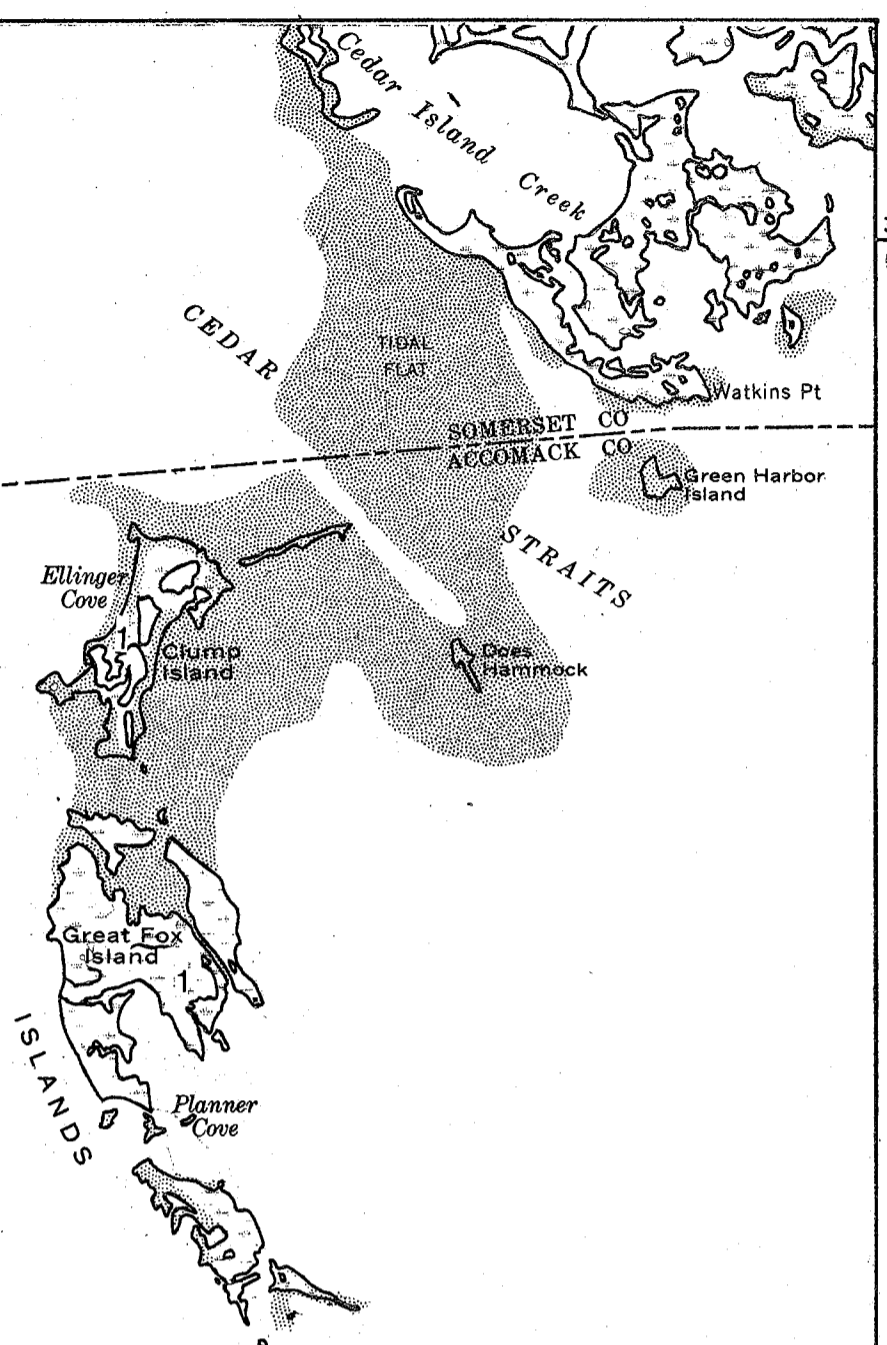 Cedar Island Creek
CEDAR
TIDAL
FLAT
Watkins Pt
SOMERSET CO
ACCOMACK CO
Green Harbor
Island
STRAITS
Ellinger
Cove
1
Clump
Island
Does
Hammock
Great Fox
Island
1
ISLANDS
Planner
Cove